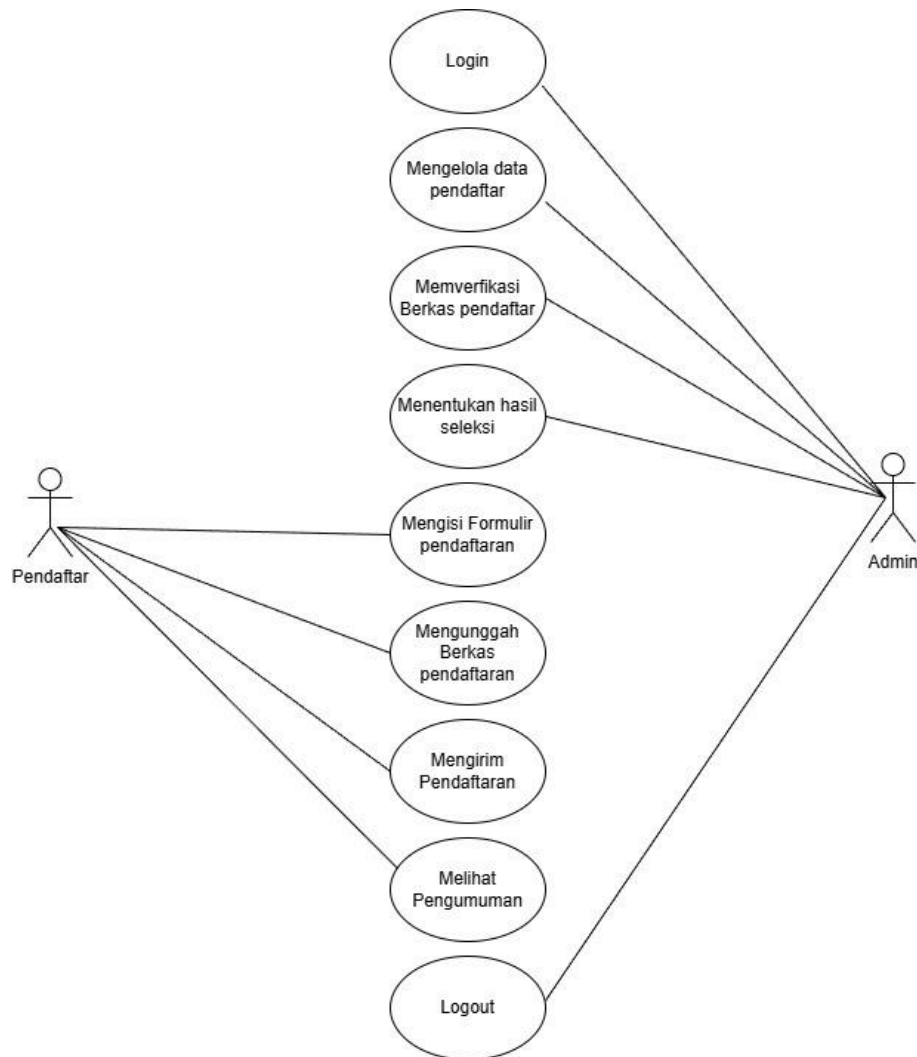 Login
Mengelola data
pendaftar
Memverfikasi
Berkas pendaftar
Menentukan hasil
seleksi
Mengisi Formulir
pendaftaran
Pendaftar
Admin
Mengunggah
Berkas
pendaftaran
Mengirim
Pendaftaran
Melihat
Pengumuman
Logout